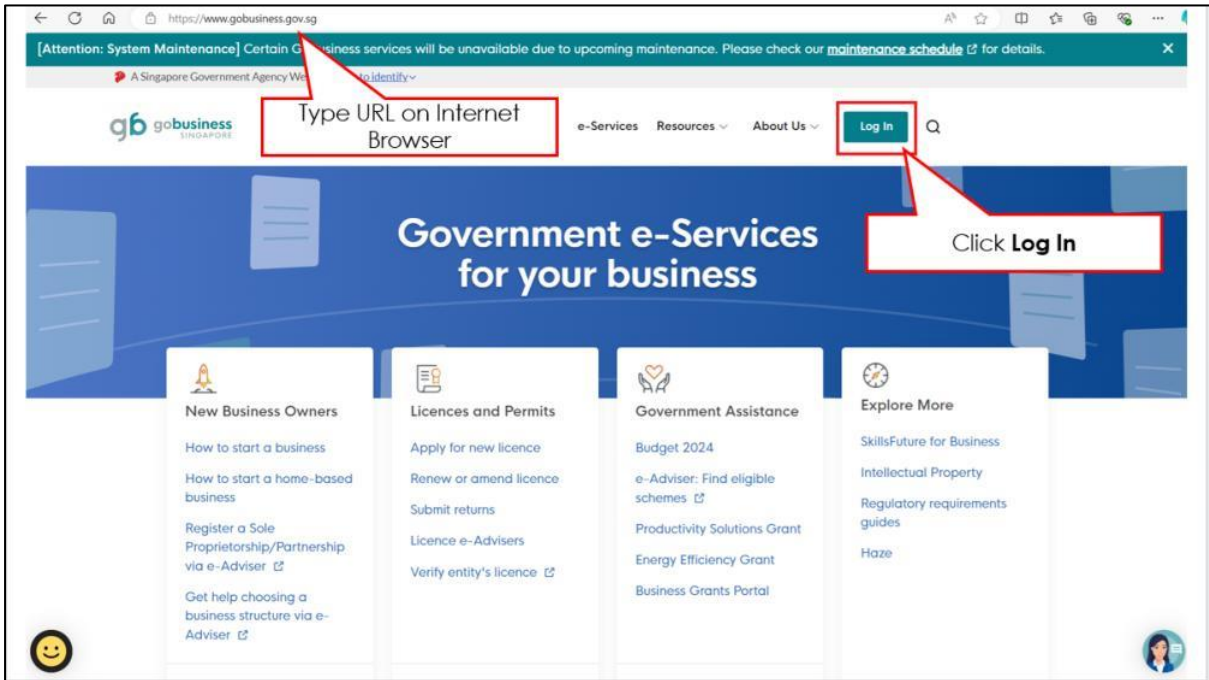 https://www.gobusiness.gov.sg
[Attention: System Maintenance] Certain G usiness services will be unavailable due to upcoming maintenance. Please check our maintenance schedule for details.
A Singapore Government Agency We to identify
Type URL on Internet
Browser
gb gobusiness
SINGAPORE
e-Services Resources About Us Log In
Click Log In
Government e-Services
for your business
New Business Owners
How to start a business
How to start a home-based
business
Register a Sole
Proprietorship/Partnership
via e-Adviser
Get help choosing a
business structure via e-
Adviser
Licences and Permits
Apply for new licence
Renew or amend licence
Submit returns
Licence e-Advisers
Verify entity's licence
Government Assistance
Budget 2024
e-Adviser: Find eligible
schemes
Productivity Solutions Grant
Energy Efficiency Grant
Business Grants Portal
Explore More
SkillsFuture for Business
Intellectual Property
Regulatory requirements
guides
Haze